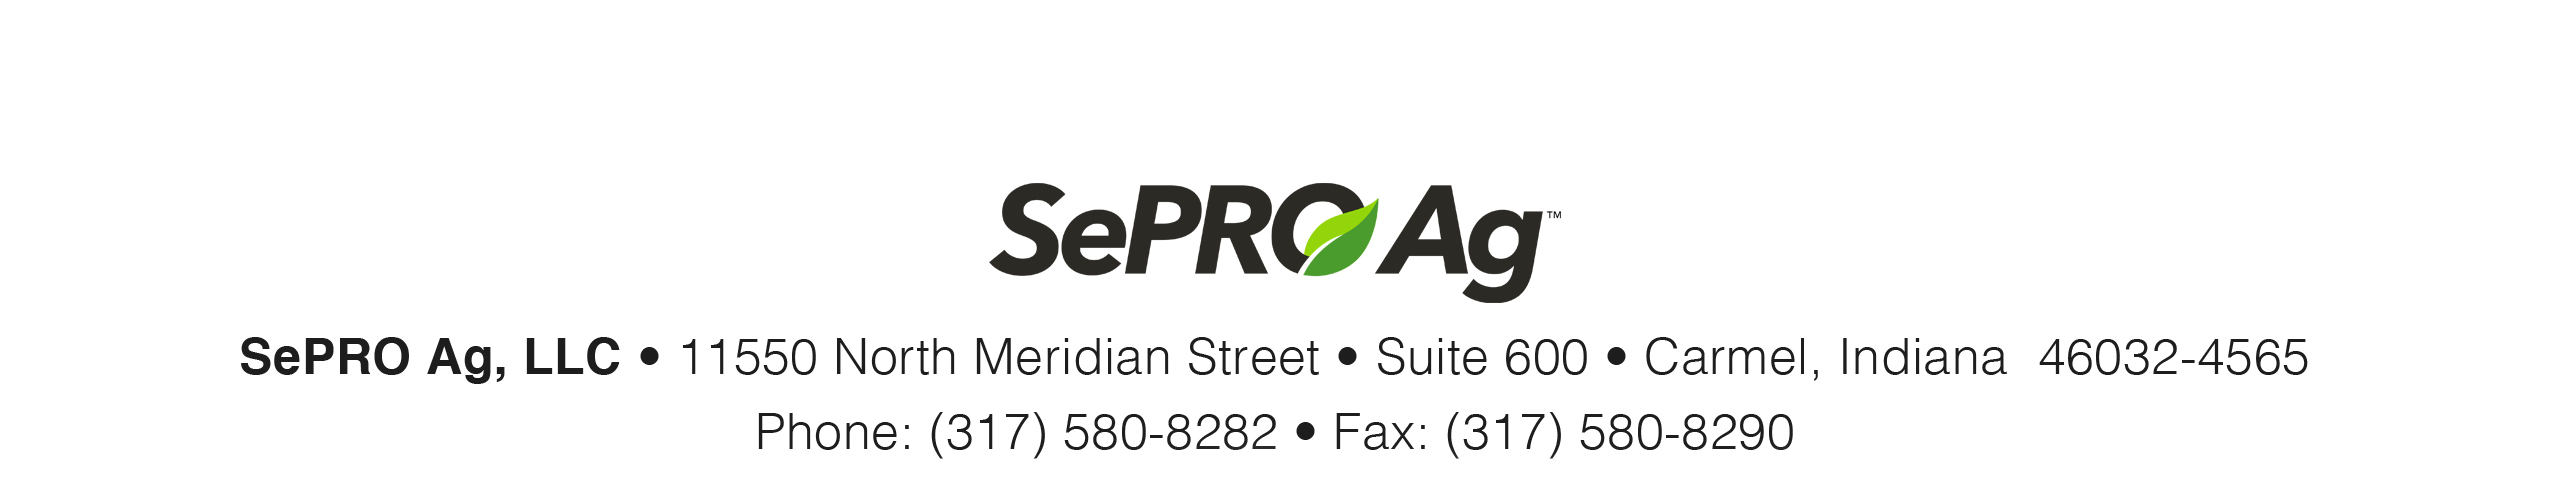 SePRO Ag™
SePRO Ag, LLC • 11550 North Meridian Street • Suite 600 • Carmel, Indiana  46032-4565
Phone: (317) 580-8282 • Fax: (317) 580-8290